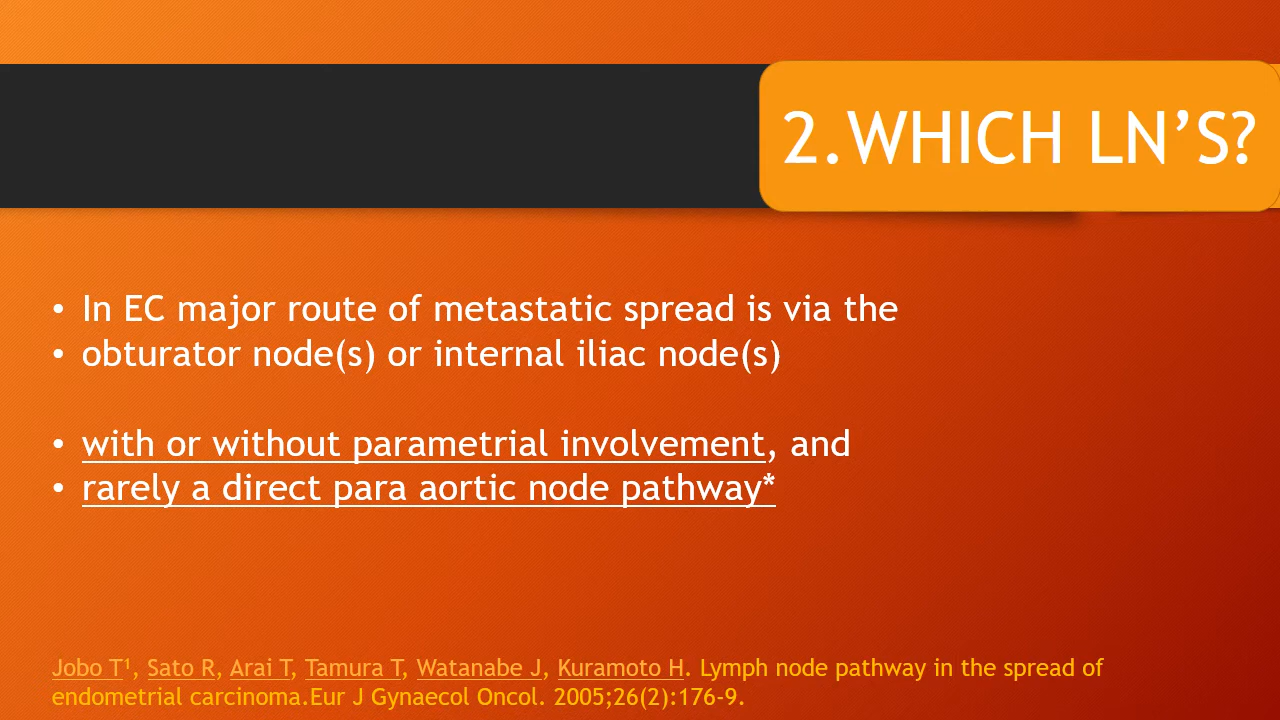 2.WHICH LN’S?
• In EC major route of metastatic spread is via the
• obturator node(s) or internal iliac node(s)
• with or without parametrial involvement, and
• rarely a direct para aortic node pathway*
Jobo T¹, Sato R, Arai T, Tamura T, Watanabe J, Kuramoto H. Lymph node pathway in the spread of
endometrial carcinoma.Eur J Gynaecol Oncol. 2005;26(2):176-9.